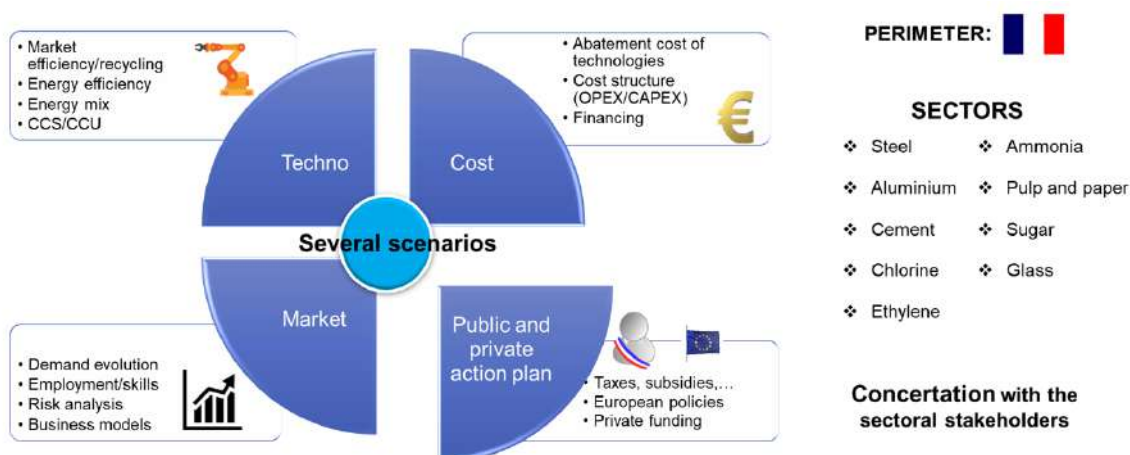 • Market
efficiency/recycling
• Energy efficiency
• Energy mix
• CCS/CCU
Techno
• Abatement cost of
technologies
• Cost structure
(OPEX/CAPEX)
• Financing
€
Cost
Several scenarios
Market
• Demand evolution
• Employment/skills
• Risk analysis
• Business models
Public and
private
action plan
• Taxes, subsidies,...
• European policies
• Private funding
PERIMETER:
SECTORS
❖ Steel
❖ Aluminium
❖ Cement
❖ Chlorine
❖ Ethylene
❖ Ammonia
❖ Pulp and paper
❖ Sugar
❖ Glass
Concertation with the
sectoral stakeholders